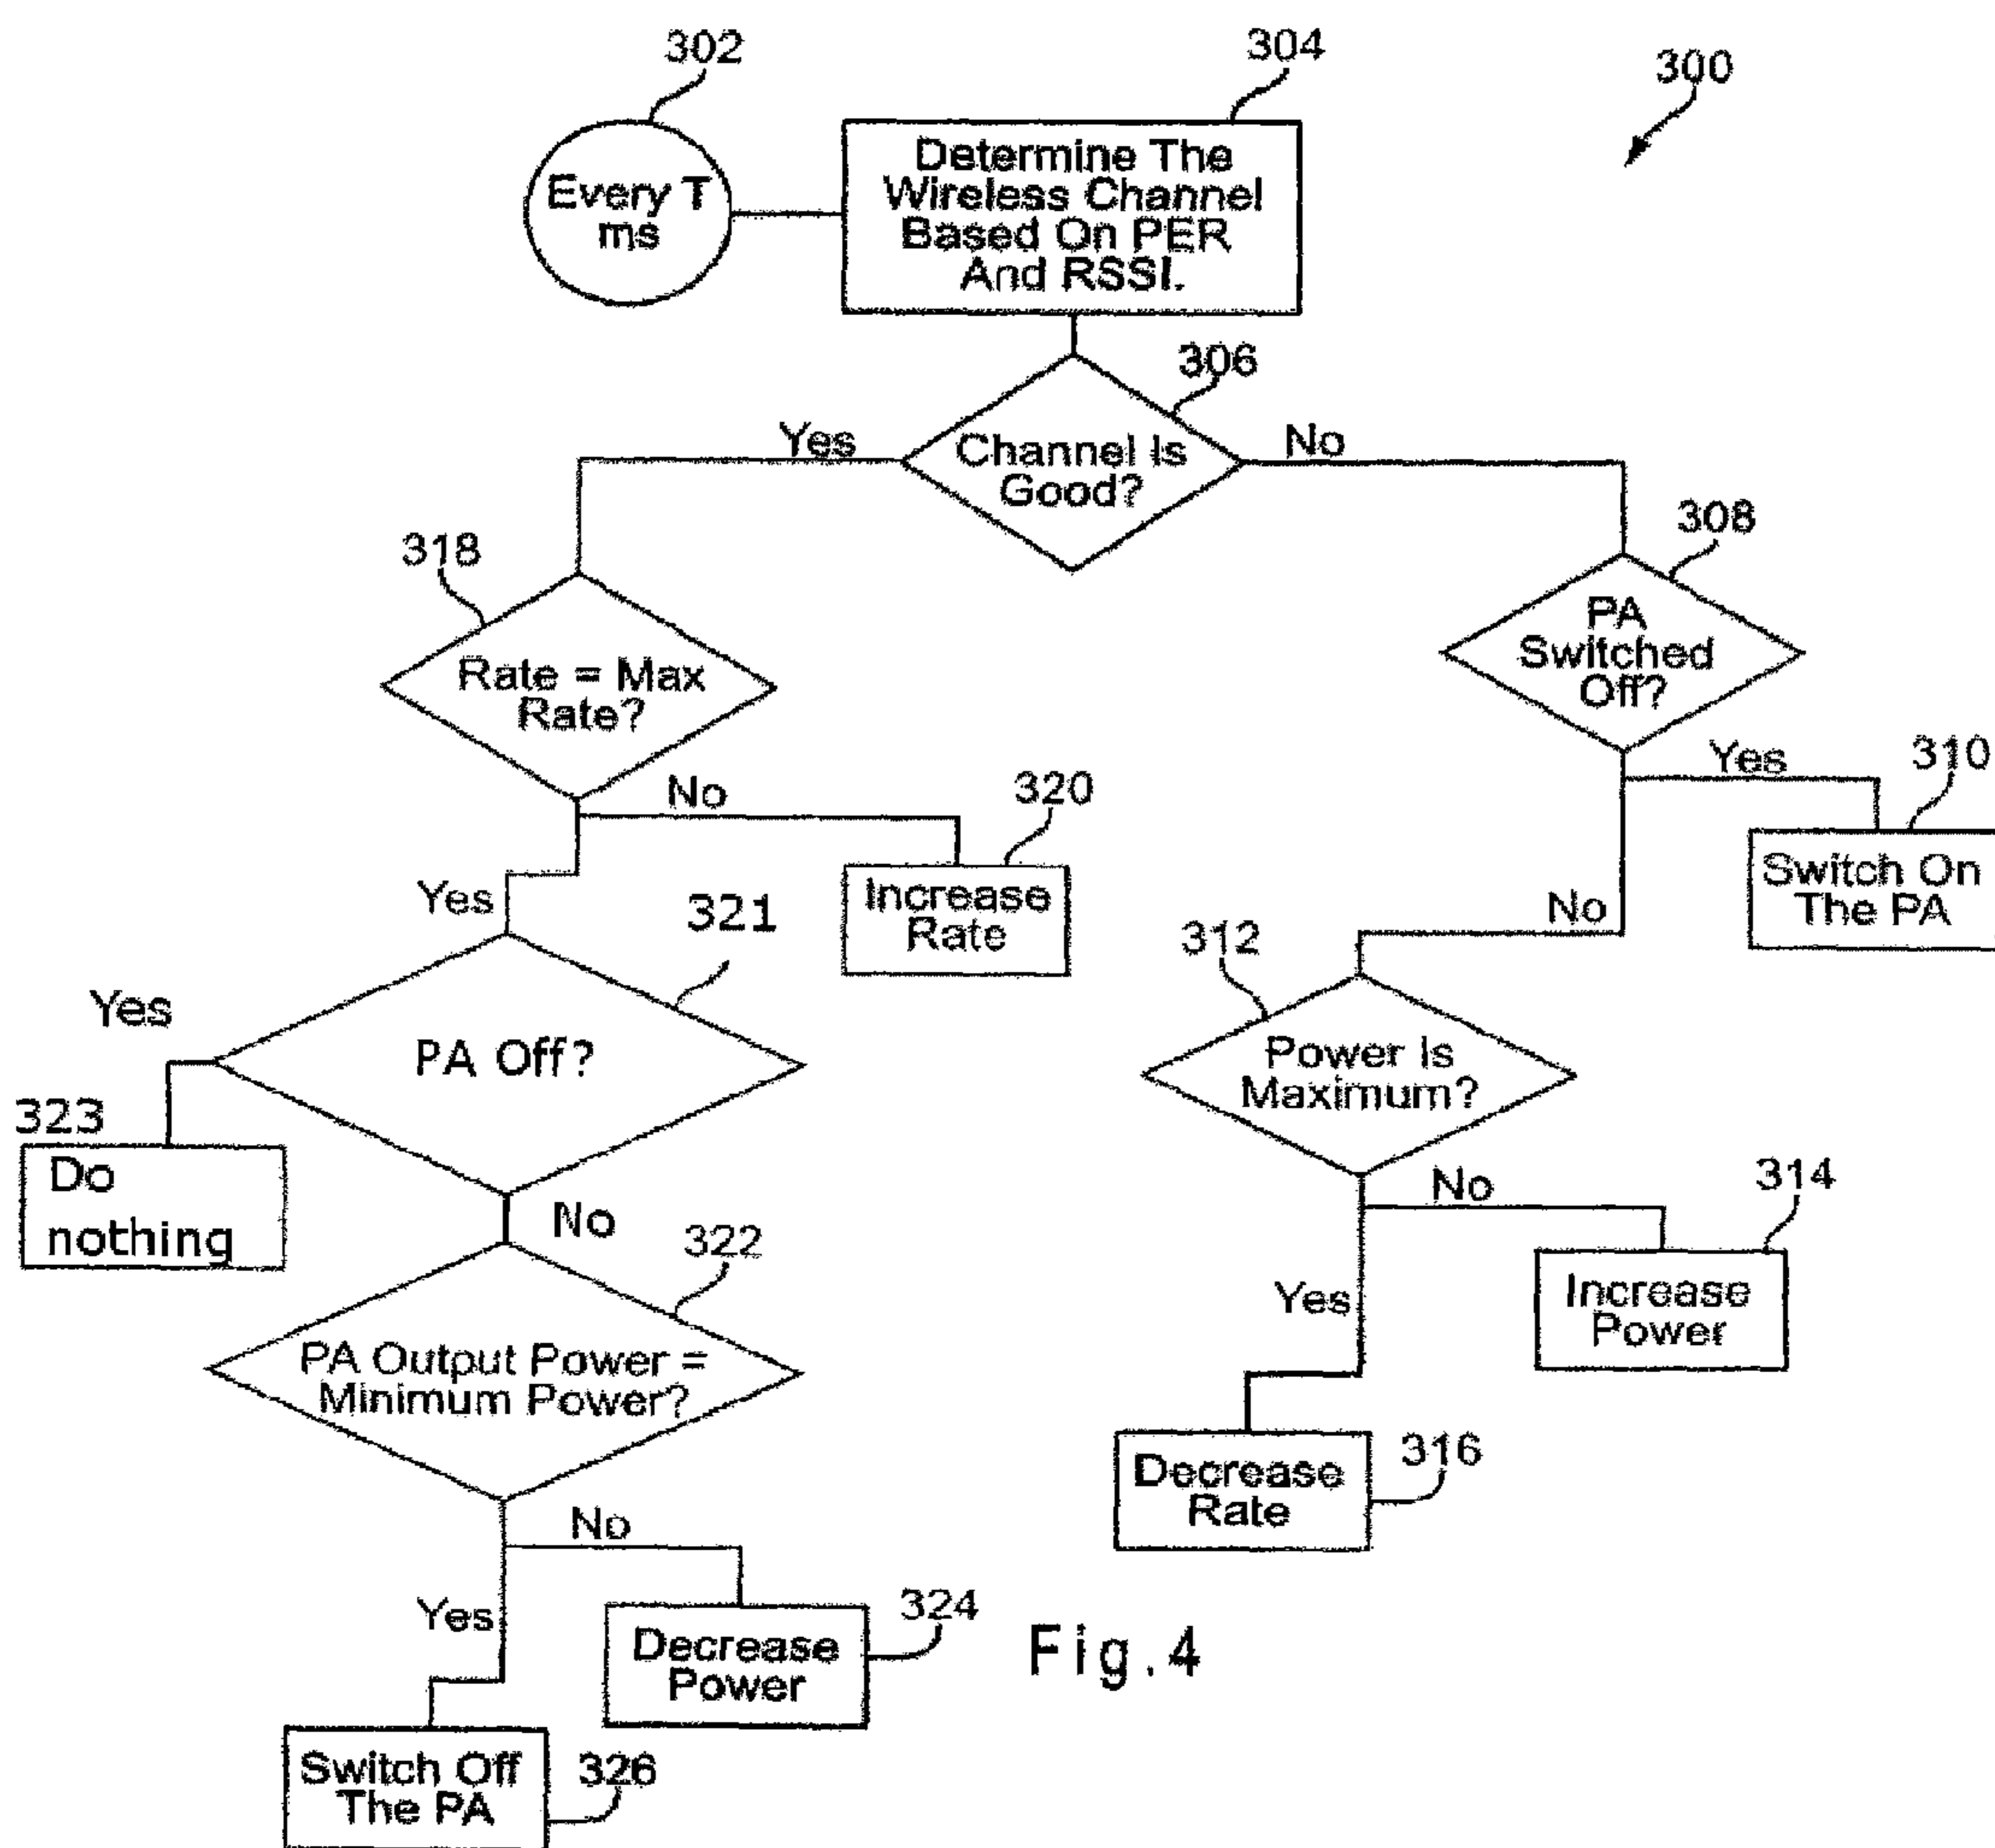 302
304
300
Every T
ms
Determine The
Wireless Channel
Based On PER
And RSSI.
306
Yes
Channel Is
Good?
No
318
308
Rate = Max
Rate?
PA
Switched
Off?
No
320
Yes
310
Yes
Increase
Rate
321
No
Switch On
The PA
312
Yes
PA Off?
Power Is
Maximum?
323
Do
nothing
No
322
No
314
Yes
Increase
Power
PA Output Power =
Minimum Power?
Decrease
Rate
316
No
Yes
324
Decrease
Power
Fig.4
Switch Off
The PA
326